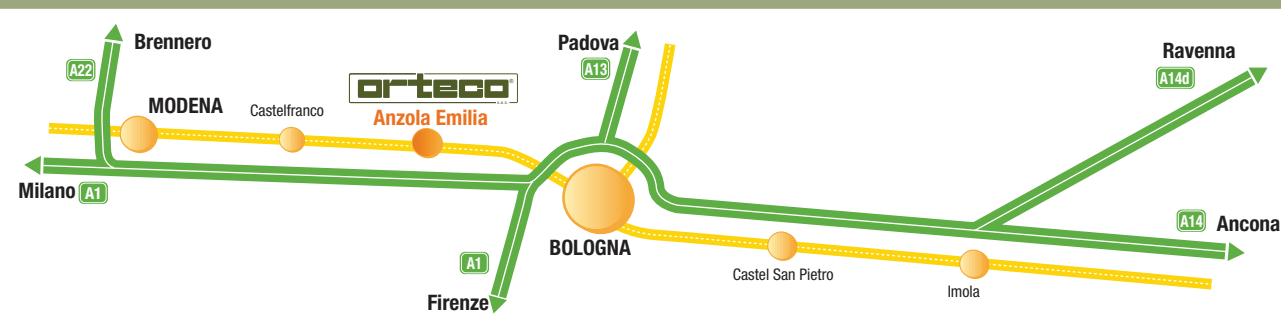 Brennero
A22
MODENA
Castelfranco
orteco®
Anzola Emilia
Padova
A13
Ravenna
A14d
Milano A1
BOLOGNA
A14 Ancona
A1
Firenze
Castel San Pietro
Imola